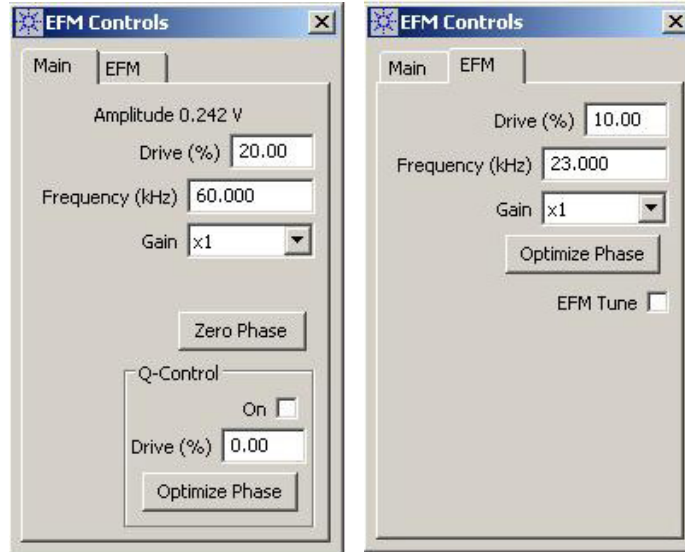 EFM Controls
Main EFM
Amplitude 0.242 V
Drive (%) 20.00
Frequency (kHz) 60.000
Gain x1
Zero Phase
Q-Control
On
Drive (%) 0.00
Optimize Phase
EFM Controls
Main EFM
Drive (%) 10.00
Frequency (kHz) 23.000
Gain x1
Optimize Phase
EFM Tune